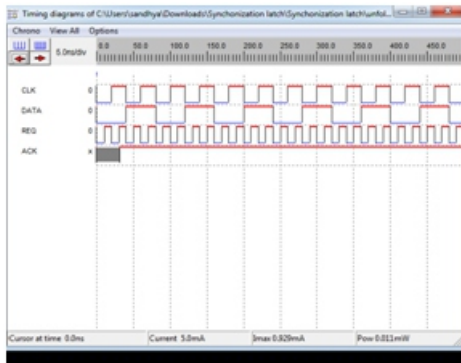 Timing diagrams of C:\Users\sandhya\Downloads\Synchonization latch\Synchonization latch\umfol...
Chrono View All Options
5.0ns/div 0.0 50.0 100.0 150.0 200.0 250.0 300.0 350.0 400.0 450.0
CLK 0
DATA 0
REQ 0
ACK x
Cursor at time 0.0ns Current 5.0mA Imax 0.829mA Pow 0.011mW